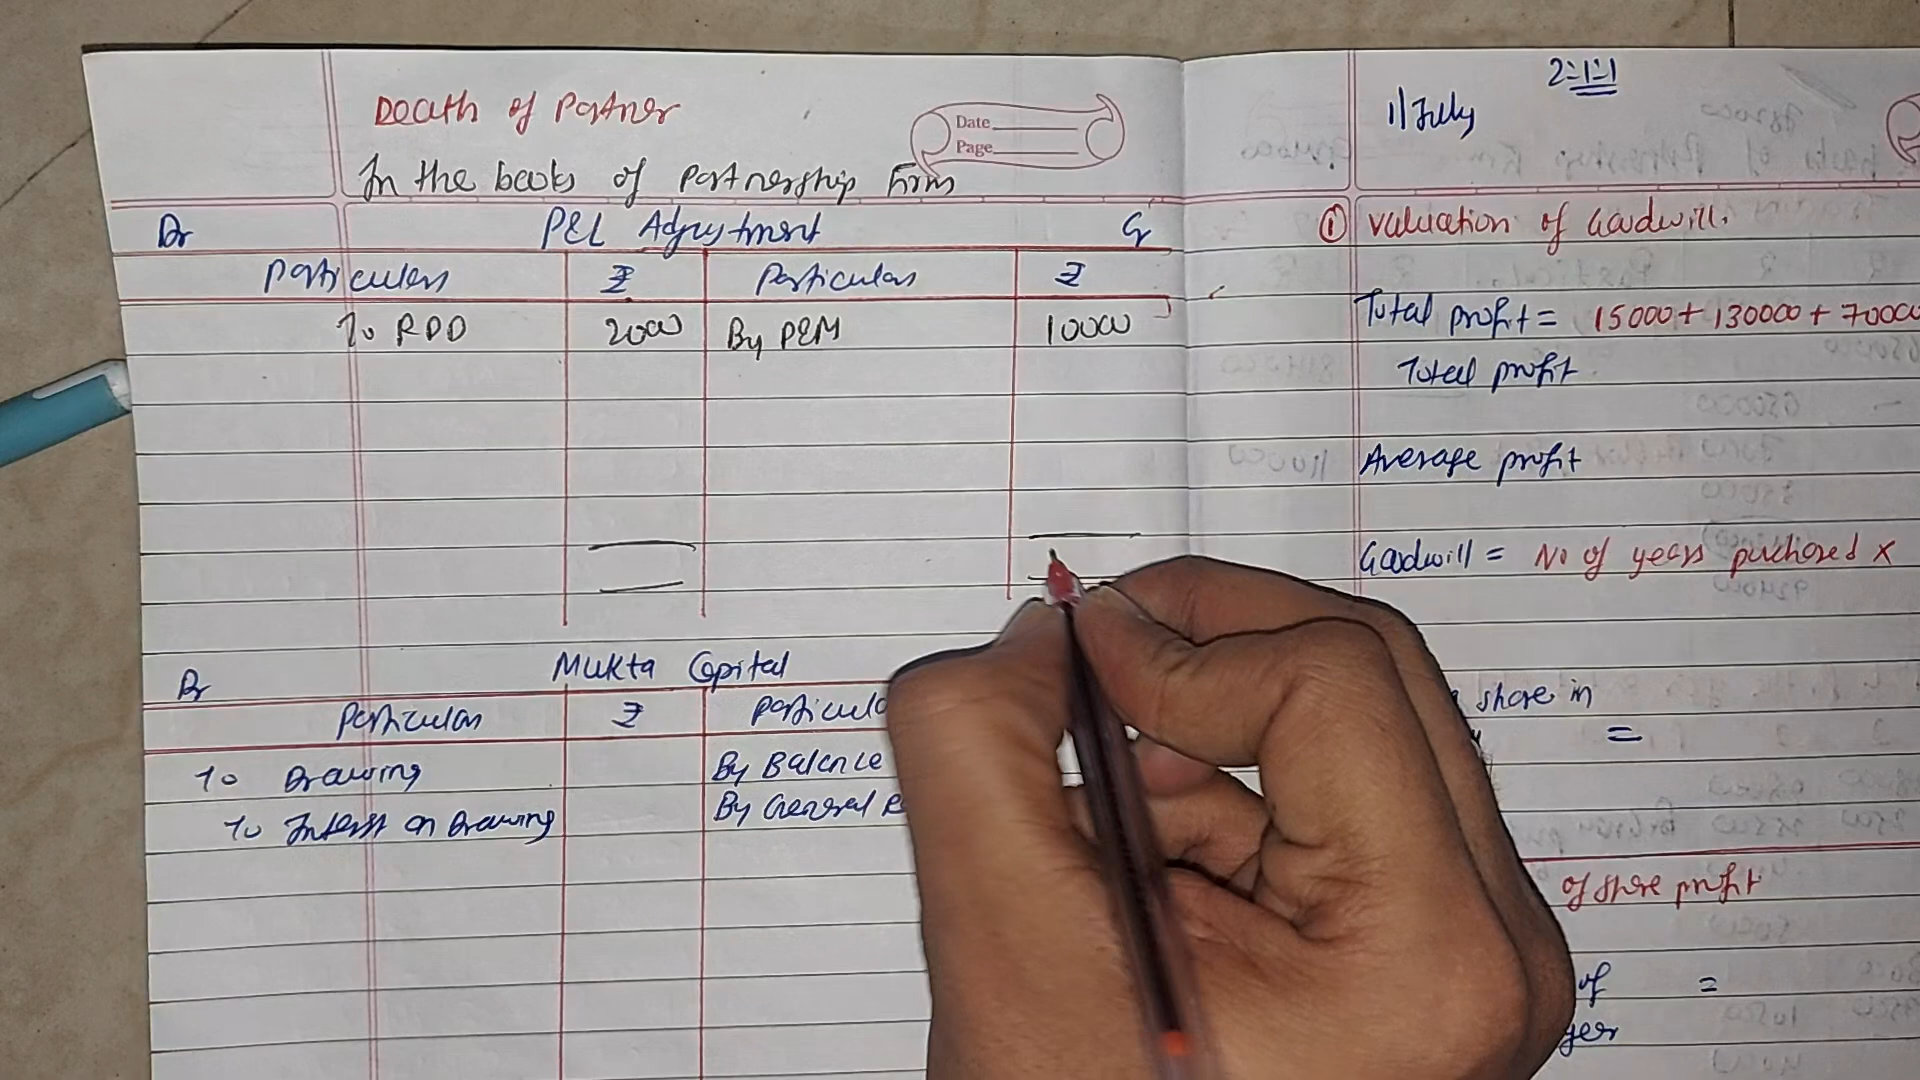 Death of Partner
Date
Page
In the books of Partnership Firm
Dr P&L Adjustment Cr
Particulars ₹ Particulars ₹
To RDD 2000 By P&M 10000
Dr Mukta Capital
Particulars ₹
To Drawing By Balance
To Interest on Drawing By General R
2:1:1
1/July
① Valuation of Goodwill.
Total profit = 15000 + 130000 + 70000
Total profit
Average profit
Goodwill = No of years purchased ×
share in
=
of share profit
of =